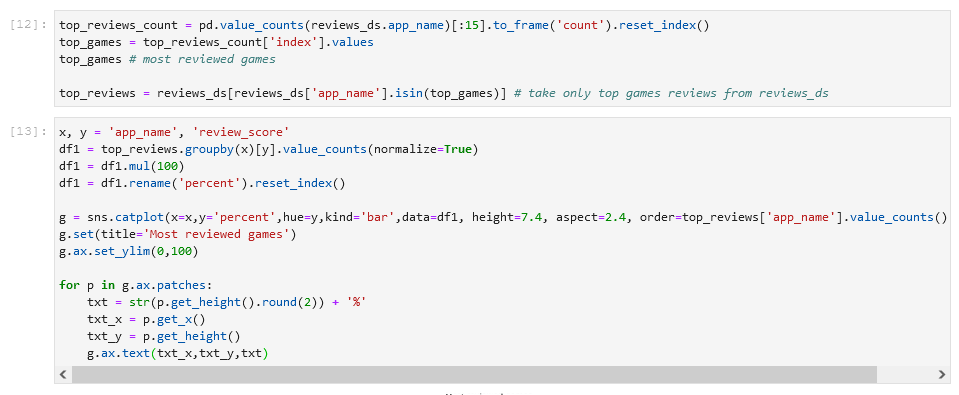 [12]:
top_reviews_count = pd.value_counts(reviews_ds.app_name)[:15].to_frame('count').reset_index()
top_games = top_reviews_count['index'].values
top_games # most reviewed games

top_reviews = reviews_ds[reviews_ds['app_name'].isin(top_games)] # take only top games reviews from reviews_ds
[13]:
x, y = 'app_name', 'review_score'
df1 = top_reviews.groupby(x)[y].value_counts(normalize=True)
df1 = df1.mul(100)
df1 = df1.rename('percent').reset_index()

g = sns.catplot(x=x,y='percent',hue=y,kind='bar',data=df1, height=7.4, aspect=2.4, order=top_reviews['app_name'].value_counts()
g.set(title='Most reviewed games')
g.ax.set_ylim(0,100)

for p in g.ax.patches:
    txt = str(p.get_height().round(2)) + '%'
    txt_x = p.get_x()
    txt_y = p.get_height()
    g.ax.text(txt_x,txt_y,txt)